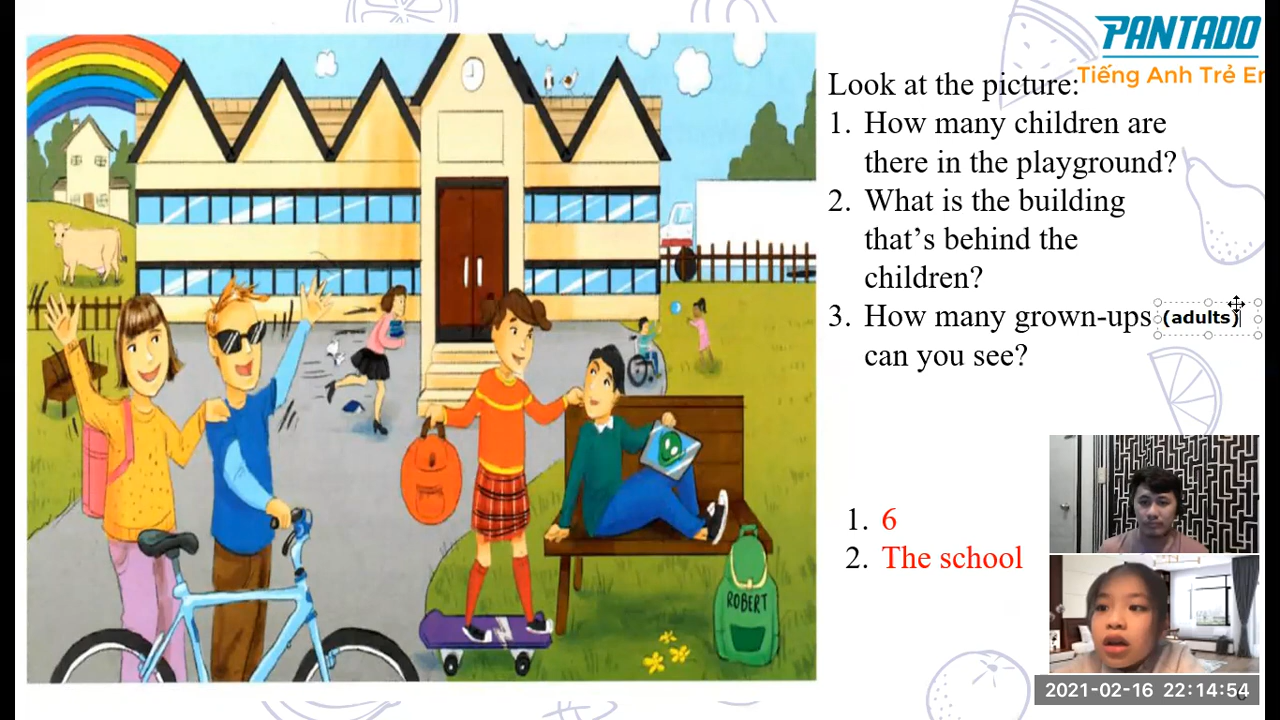 PANTADO
Tiếng Anh Trẻ Er
Look at the picture:
1. How many children are
there in the playground?
2. What is the building
that's behind the
children?
3. How many grown-ups (adults)
can you see?
1. 6
2. The school
ROBERT
2021-02-16 22:14:54